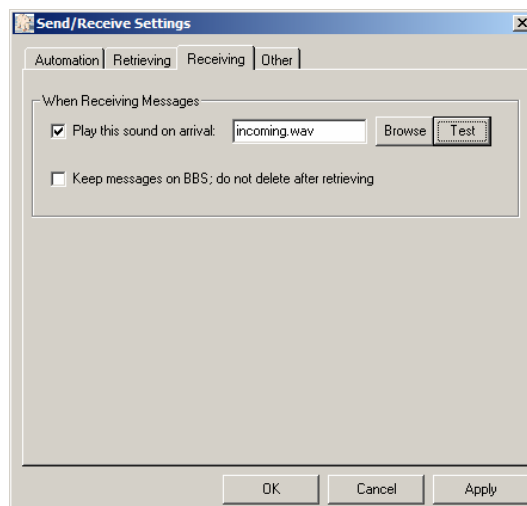 Send/Receive Settings
Automation Retrieving Receiving Other
When Receiving Messages
Play this sound on arrival: incoming.wav Browse Test
Keep messages on BBS; do not delete after retrieving
OK Cancel Apply